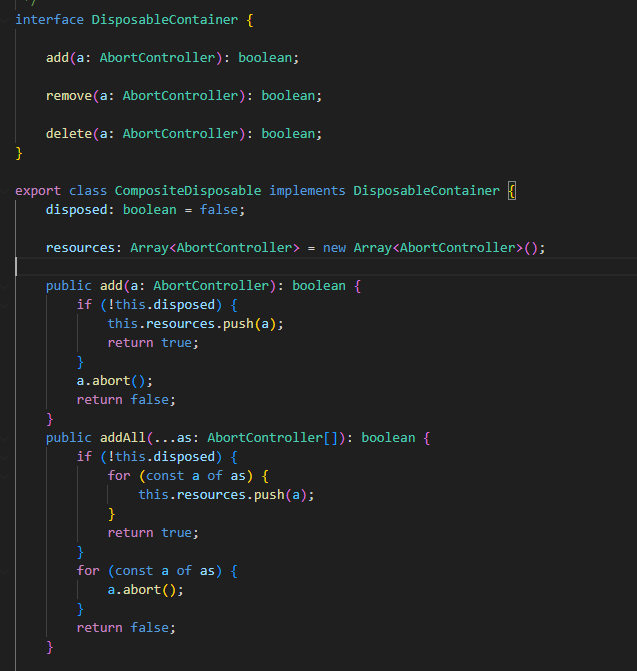 */
interface DisposableContainer {
add(a: AbortController): boolean;
remove(a: AbortController): boolean;
delete(a: AbortController): boolean;
}
export class CompositeDisposable implements DisposableContainer {
disposed: boolean = false;
resources: Array<AbortController> = new Array<AbortController>();
public add(a: AbortController): boolean {
if (!this.disposed) {
this.resources.push(a);
return true;
}
a.abort();
return false;
}
public addAll(...as: AbortController[]): boolean {
if (!this.disposed) {
for (const a of as) {
this.resources.push(a);
}
return true;
}
for (const a of as) {
a.abort();
}
return false;
}